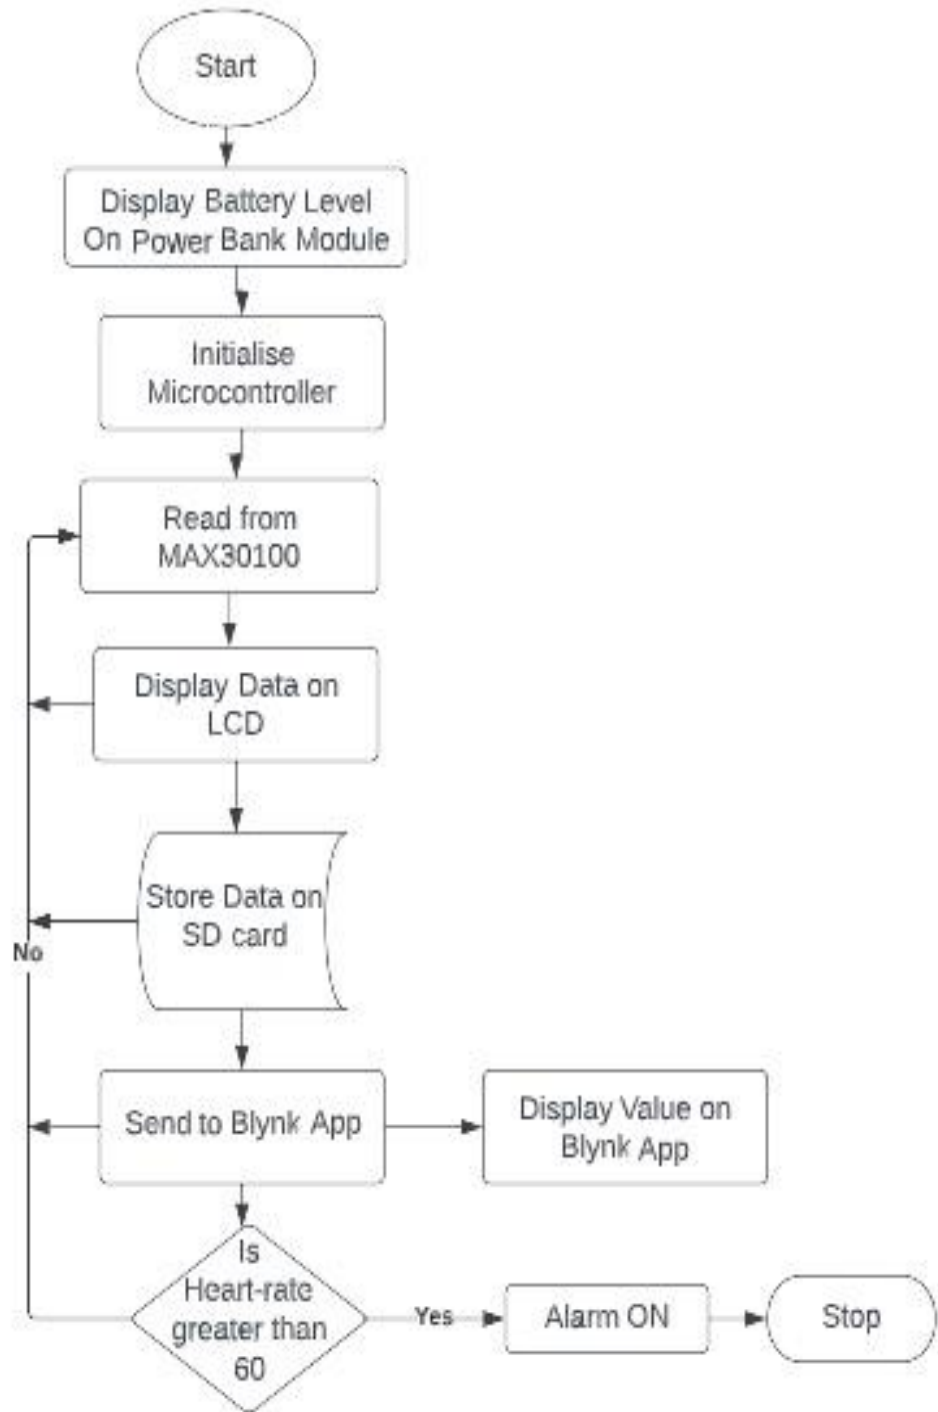 Start
Display Battery Level
On Power Bank Module
Initialise
Microcontroller
Read from
MAX30100
Display Data on
LCD
Store Data on
SD card
No
Send to Blynk App
Display Value on
Blynk App
Is
Heart-rate
greater than
60
Yes
Alarm ON
Stop